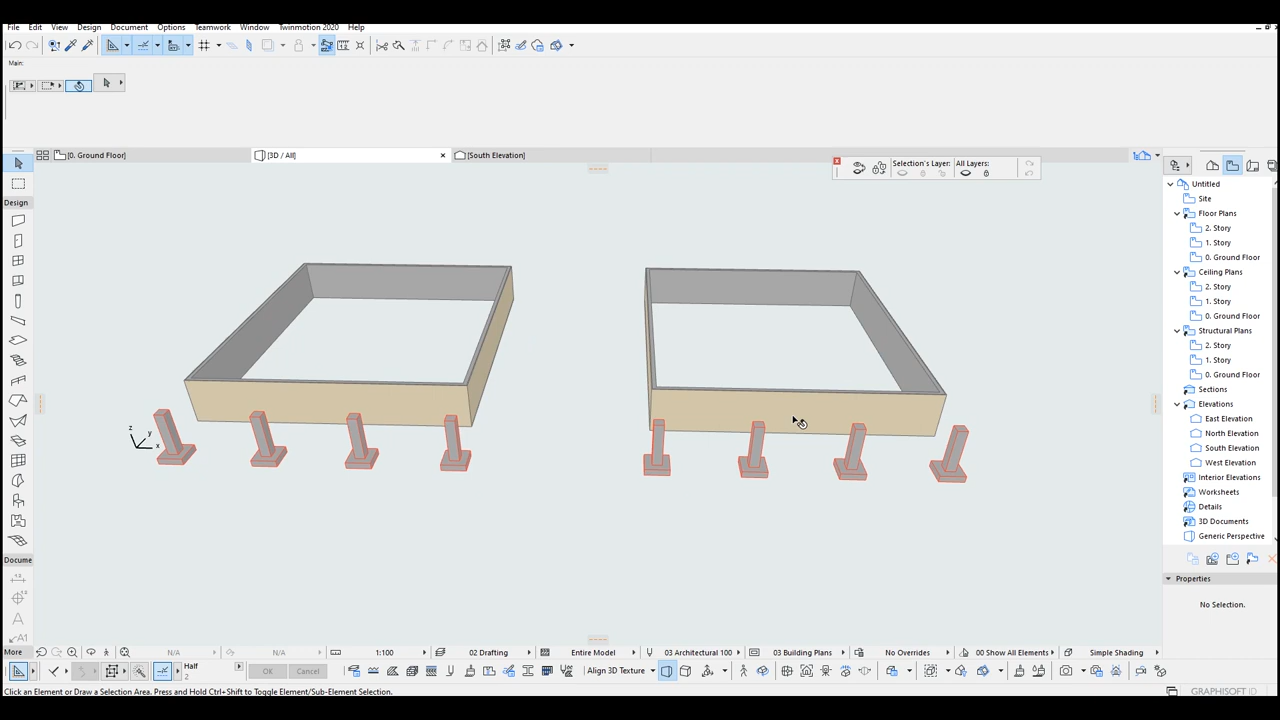 File Edit View Design Document Options Teamwork Window Twinmotion 2020 Help
Main:
[0. Ground Floor]
[3D / All]
[South Elevation]
Selection's Layer:
All Layers:
Design
Docume
More
z
y
x
Untitled
Site
Floor Plans
2. Story
1. Story
0. Ground Floor
Ceiling Plans
2. Story
1. Story
0. Ground Floor
Structural Plans
2. Story
1. Story
0. Ground Floor
Sections
Elevations
East Elevation
North Elevation
South Elevation
West Elevation
Interior Elevations
Worksheets
Details
3D Documents
Generic Perspective
Properties
No Selection.
N/A N/A 1:100 02 Drafting Entire Model 03 Architectural 100 03 Building Plans No Overrides 00 Show All Elements Simple Shading
Half
2
OK Cancel
Align 3D Texture
Click an Element or Draw a Selection Area. Press and Hold Ctrl+Shift to Toggle Element/Sub-Element Selection.
GRAPHISOFT ID